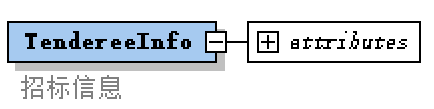 TendereeInfo
attributes
招标信息